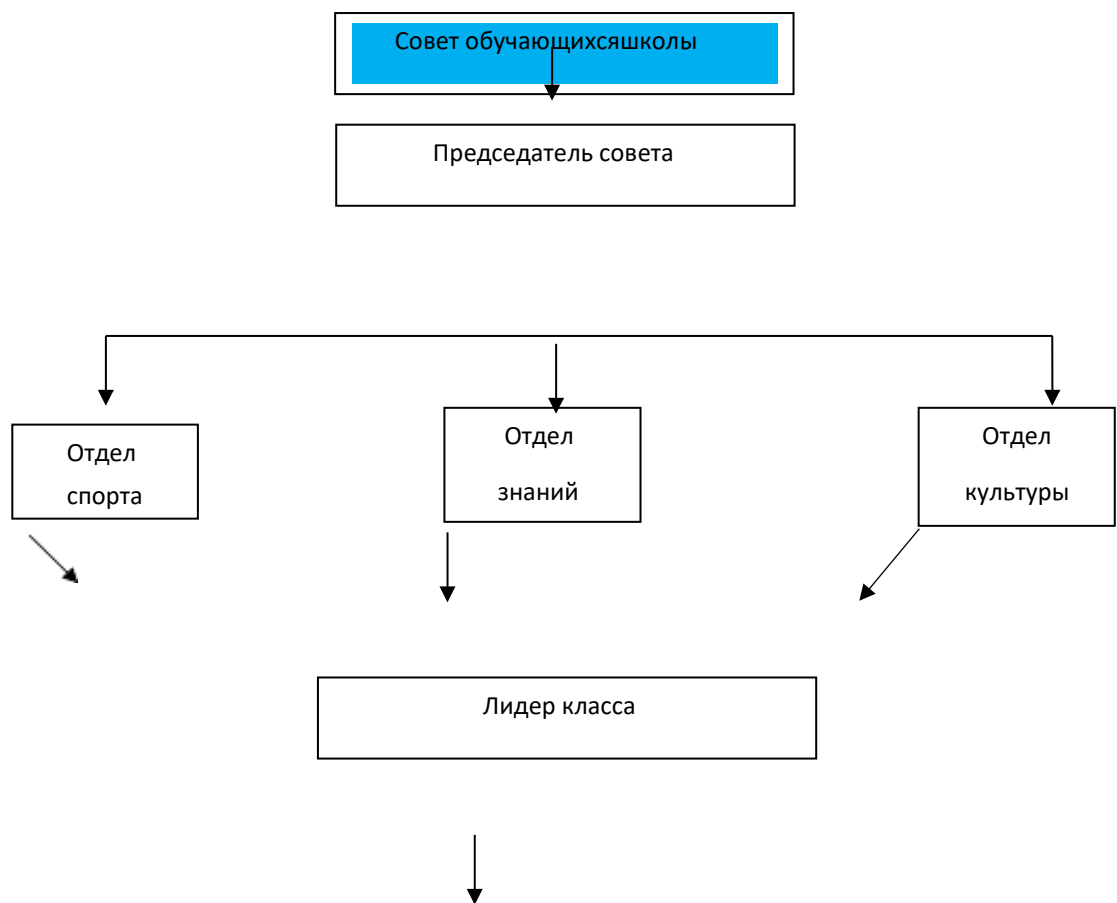 Совет обучающихсяшколы
Председатель совета
Отдел
спорта
Отдел
знаний
Отдел
культуры
Лидер класса